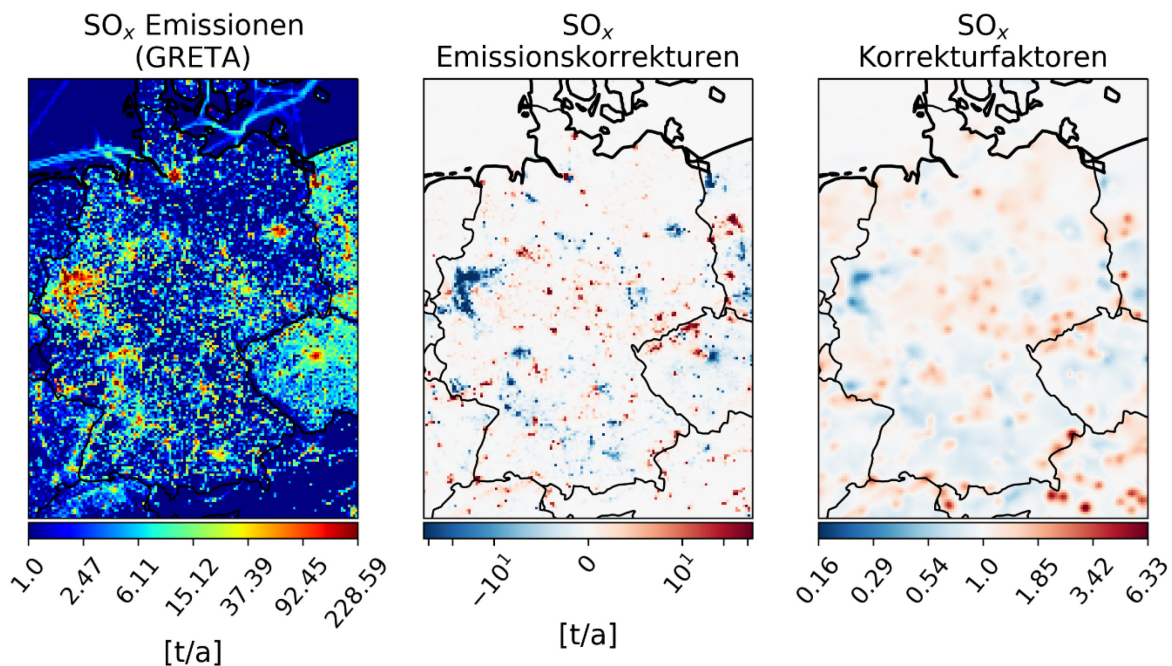 SOₓ Emissionen
(GRETA)
1.0 2.47 6.11 15.12 37.39 92.45 228.59
[t/a]
SOₓ
Emissionskorrekturen
−10¹ 0 10¹
[t/a]
SOₓ
Korrekturfaktoren
0.16 0.29 0.54 1.0 1.85 3.42 6.33